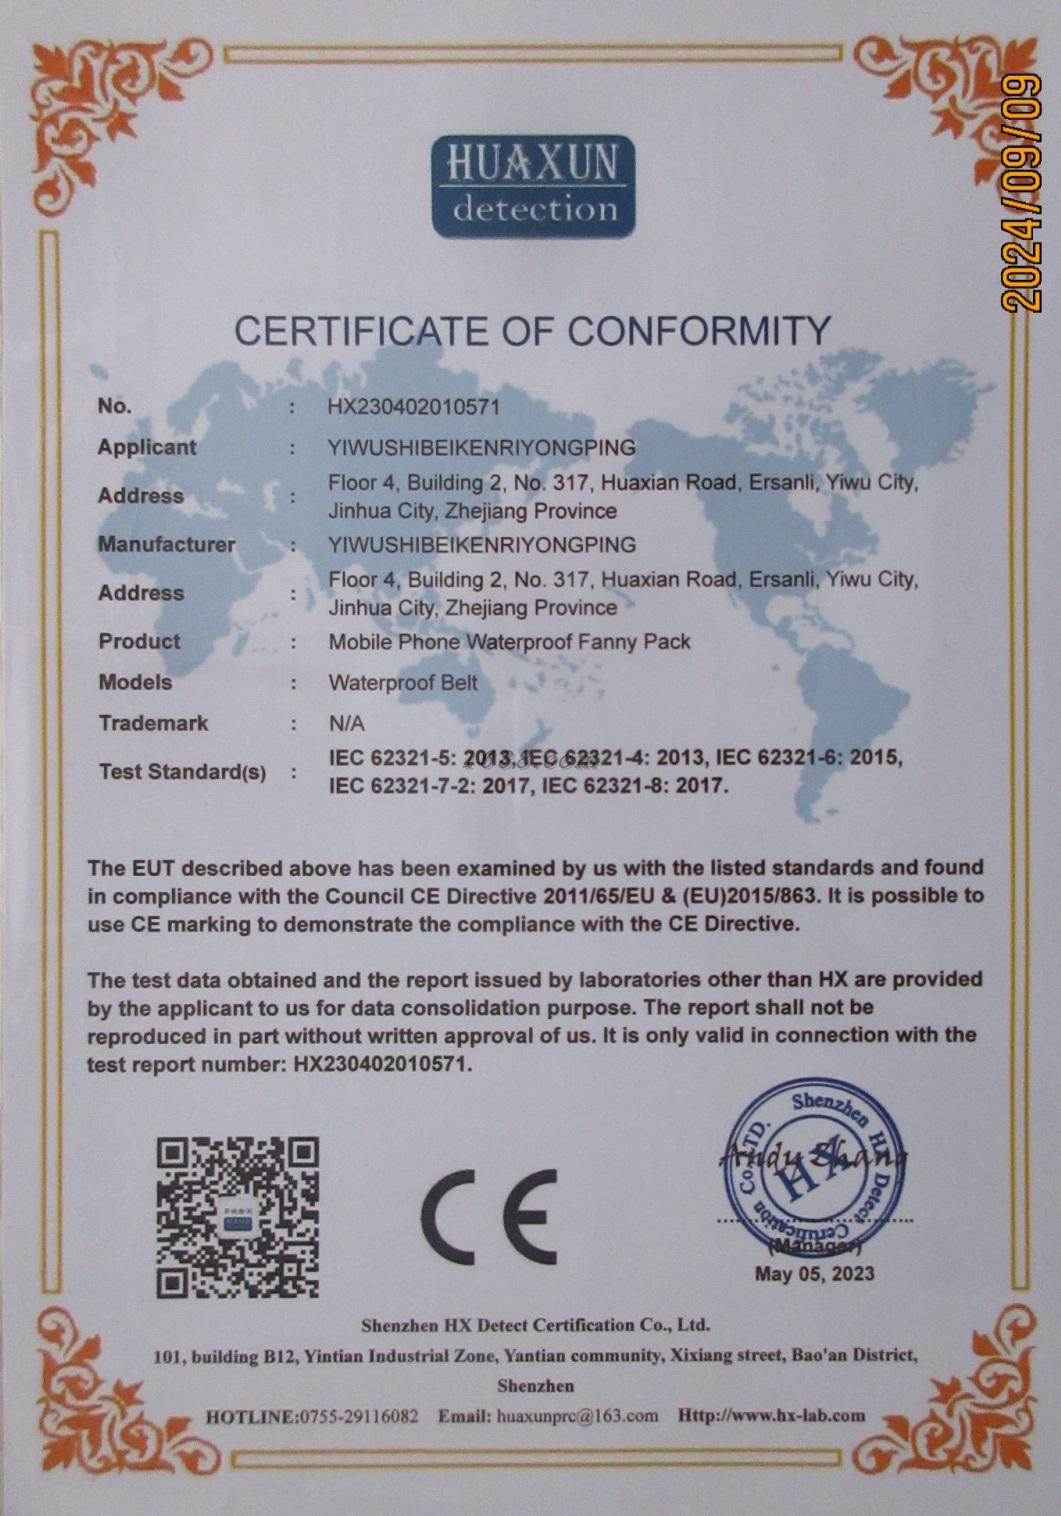 2024/09/09
HUAXUN
detection
CERTIFICATE OF CONFORMITY
No. : HX230402010571
Applicant : YIWUSHIBEIKENRIYONGPING
Address : Floor 4, Building 2, No. 317, Huaxian Road, Ersanli, Yiwu City,
Jinhua City, Zhejiang Province
Manufacturer : YIWUSHIBEIKENRIYONGPING
Address : Floor 4, Building 2, No. 317, Huaxian Road, Ersanli, Yiwu City,
Jinhua City, Zhejiang Province
Product : Mobile Phone Waterproof Fanny Pack
Models : Waterproof Belt
Trademark : N/A
Test Standard(s) : IEC 62321-5: 2013, IEC 62321-4: 2013, IEC 62321-6: 2015,
IEC 62321-7-2: 2017, IEC 62321-8: 2017.
The EUT described above has been examined by us with the listed standards and found
in compliance with the Council CE Directive 2011/65/EU & (EU)2015/863. It is possible to
use CE marking to demonstrate the compliance with the CE Directive.
The test data obtained and the report issued by laboratories other than HX are provided
by the applicant to us for data consolidation purpose. The report shall not be
reproduced in part without written approval of us. It is only valid in connection with the
test report number: HX230402010571.
HUAXUN
CE
Shenzhen HX Detect Certification Co., LTD.
HX
Andy Zhang
(Manager)
May 05, 2023
Shenzhen HX Detect Certification Co., Ltd.
101, building B12, Yintian Industrial Zone, Yantian community, Xixiang street, Bao'an District,
Shenzhen
HOTLINE:0755-29116082 Email: huaxunprc@163.com Http://www.hx-lab.com